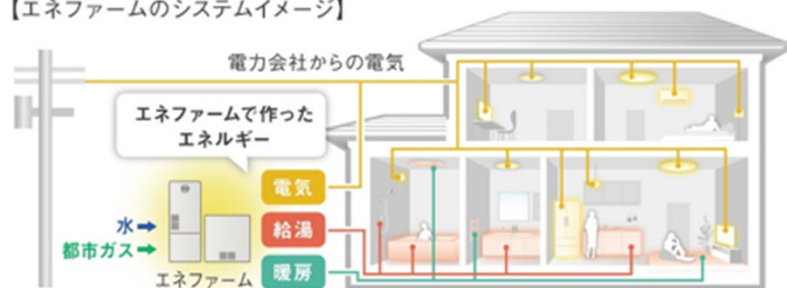 【エネファームのシステムイメージ】
電力会社からの電気
エネファームで作った
エネルギー
電気
水
給湯
都市ガス
暖房
エネファーム